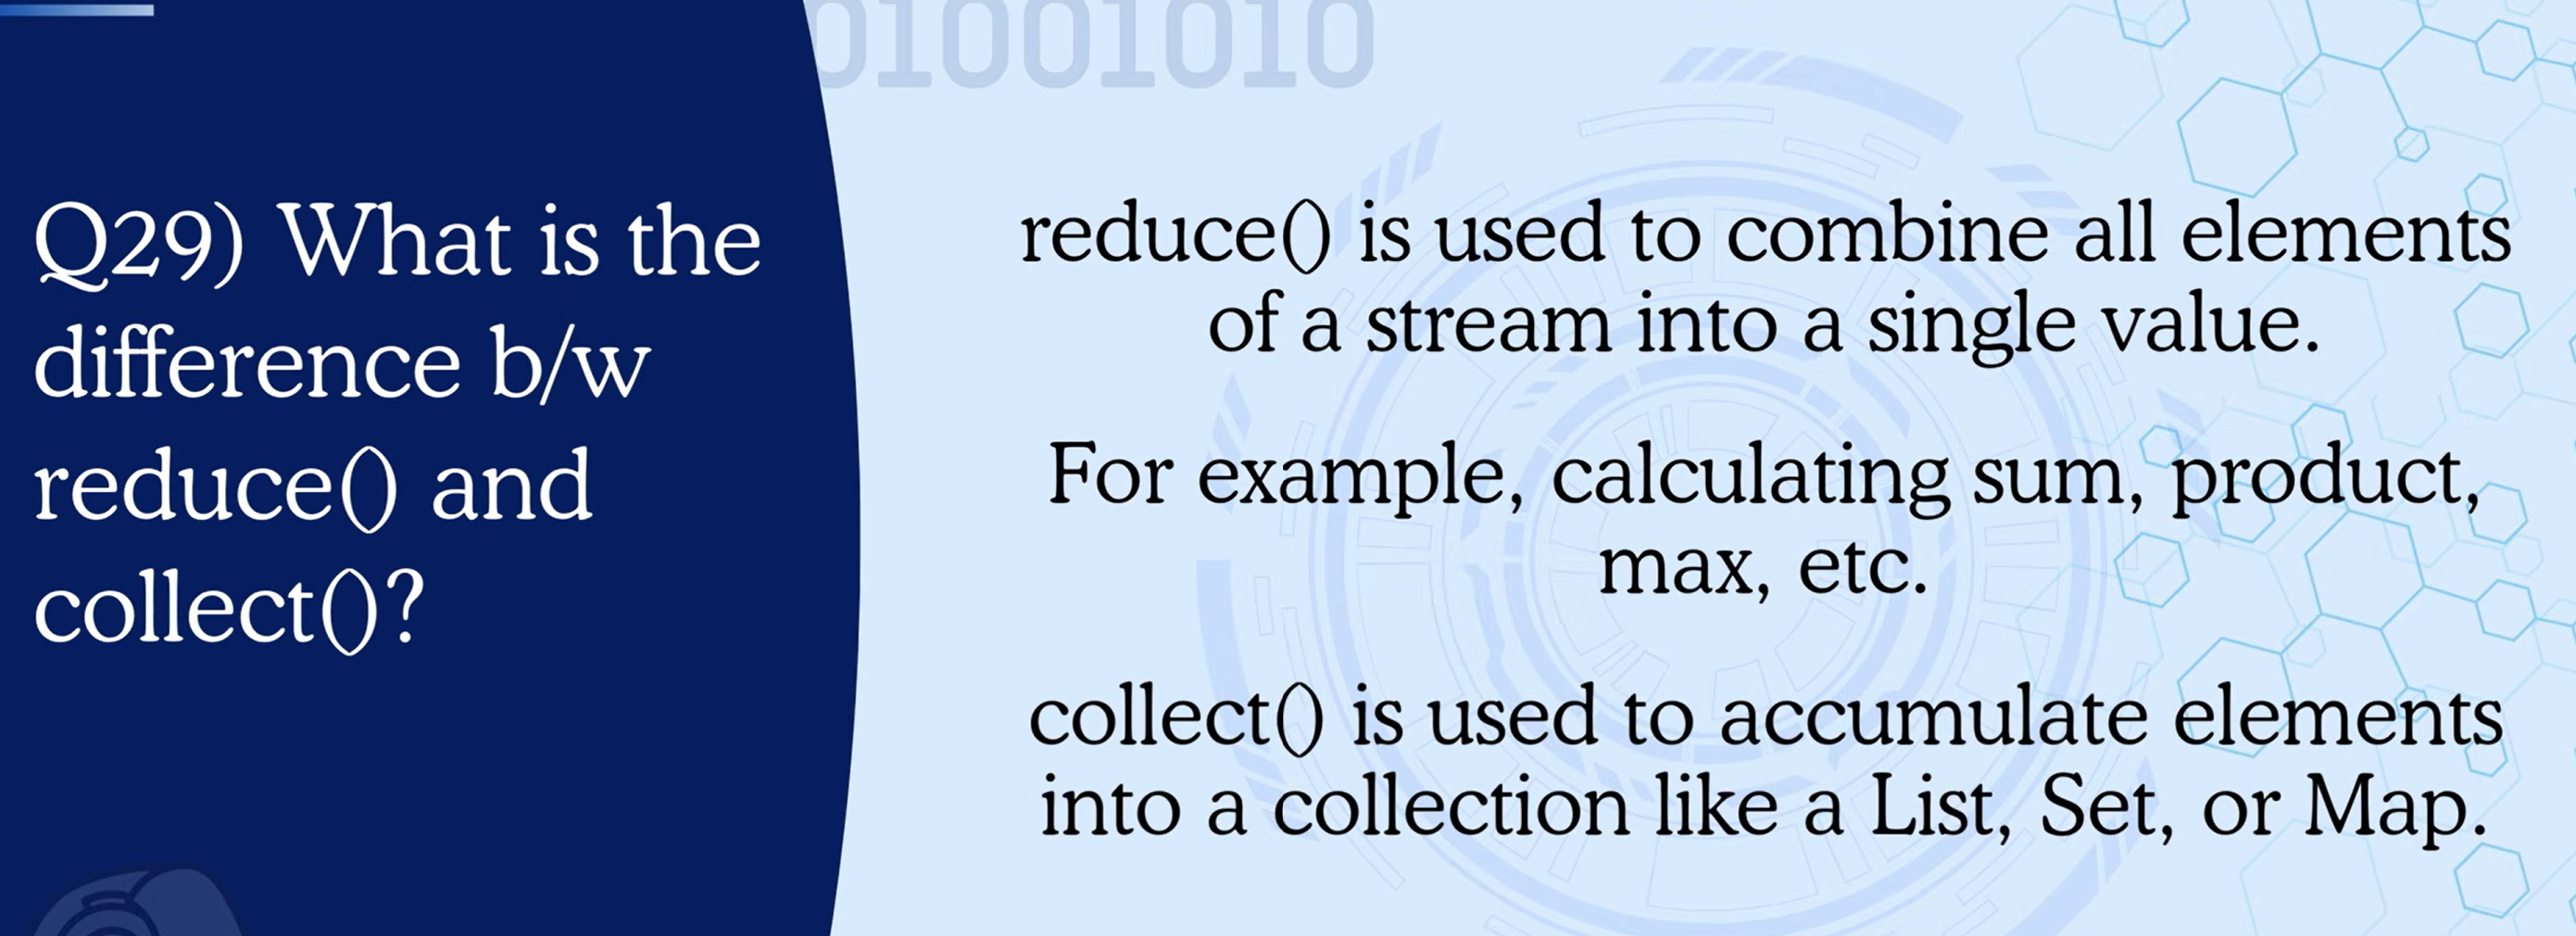 01001010
Q29) What is the
difference b/w
reduce() and
collect()?
reduce() is used to combine all elements
of a stream into a single value.
For example, calculating sum, product,
max, etc.
collect() is used to accumulate elements
into a collection like a List, Set, or Map.